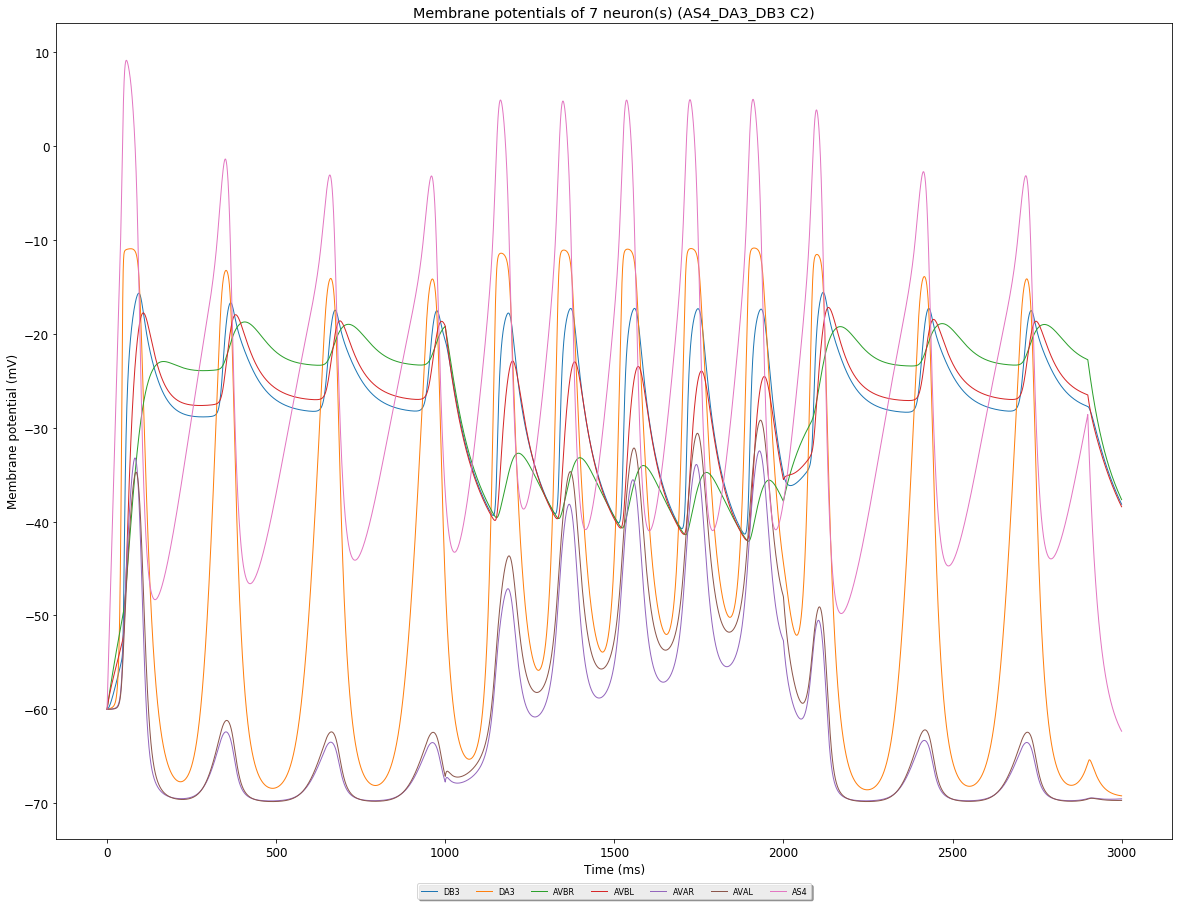 Membrane potentials of 7 neuron(s) (AS4_DA3_DB3 C2)
10
0
−10
−20
−30
−40
−50
−60
−70
Membrane potential (mV)
0 500 1000 1500 2000 2500 3000
Time (ms)
DB3 DA3 AVBR AVBL AVAR AVAL AS4